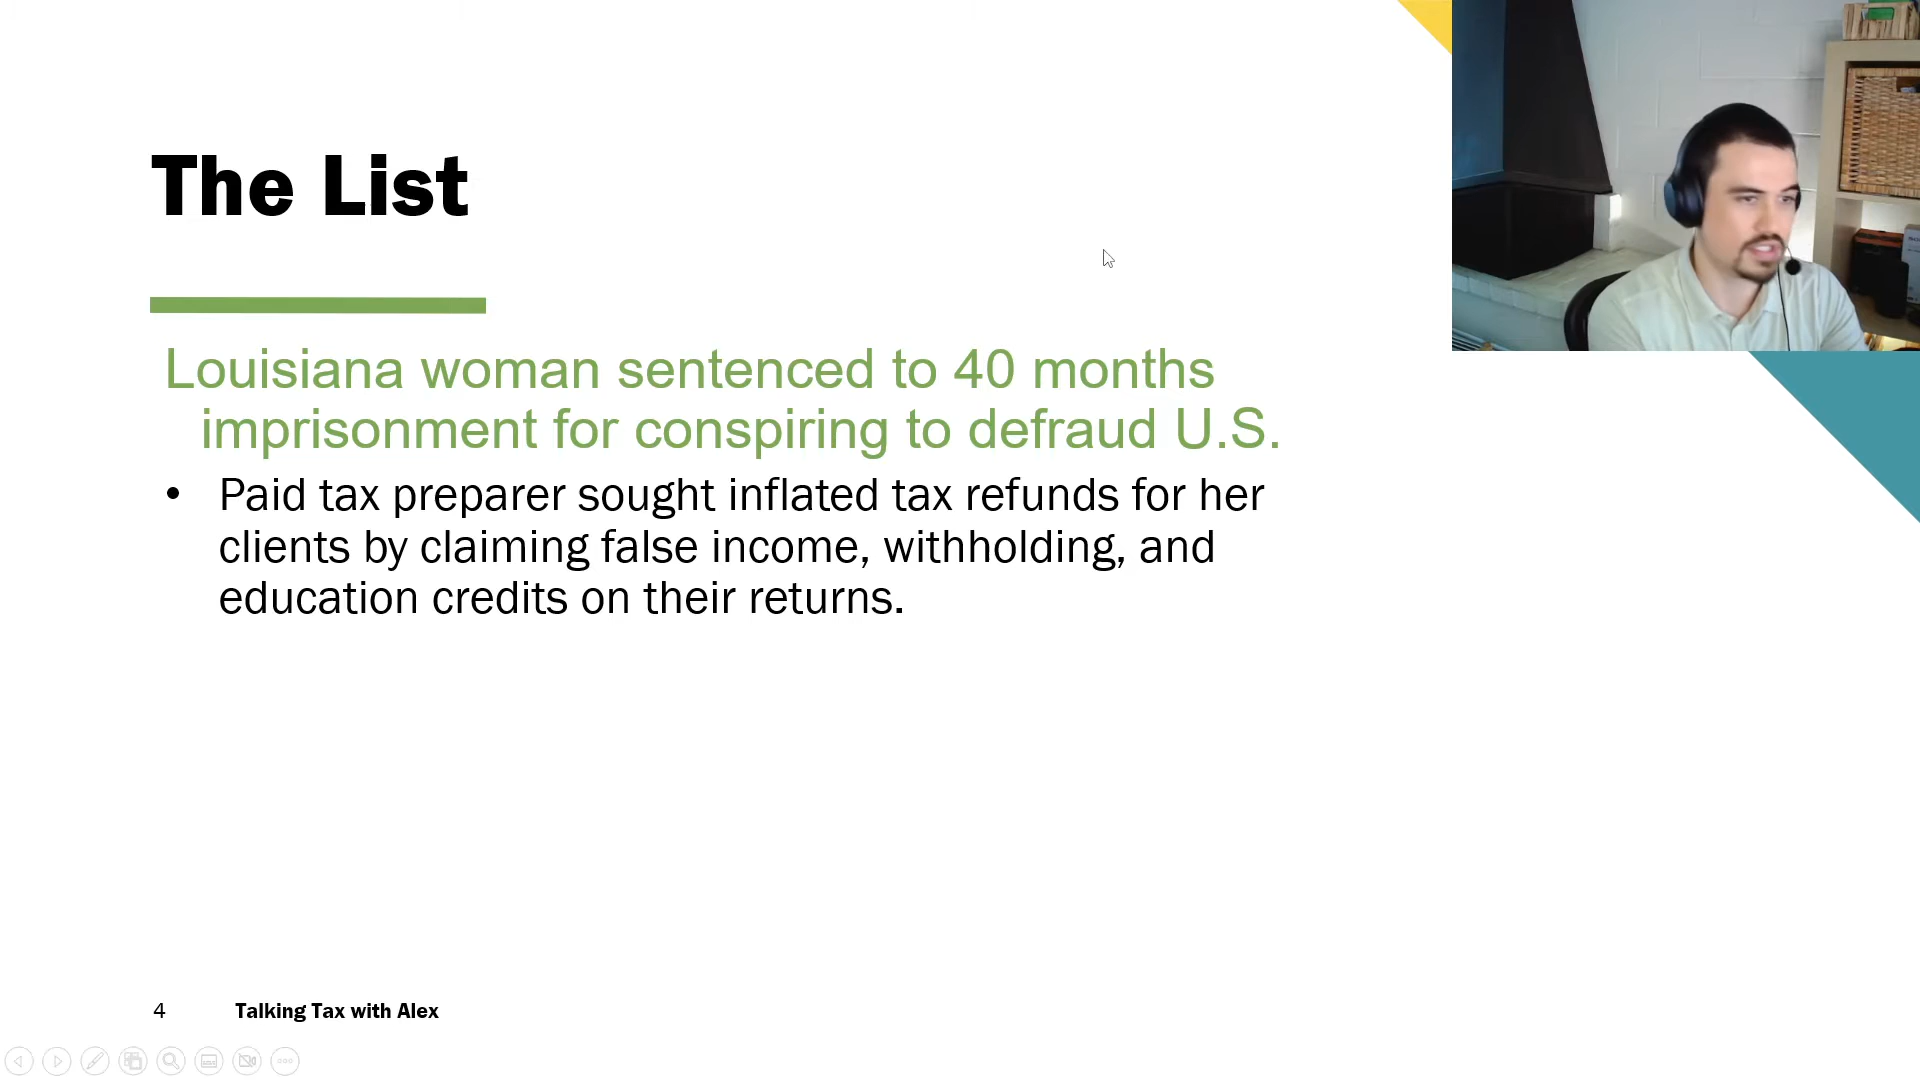 The List
Louisiana woman sentenced to 40 months
imprisonment for conspiring to defraud U.S.
• Paid tax preparer sought inflated tax refunds for her
clients by claiming false income, withholding, and
education credits on their returns.
4 Talking Tax with Alex